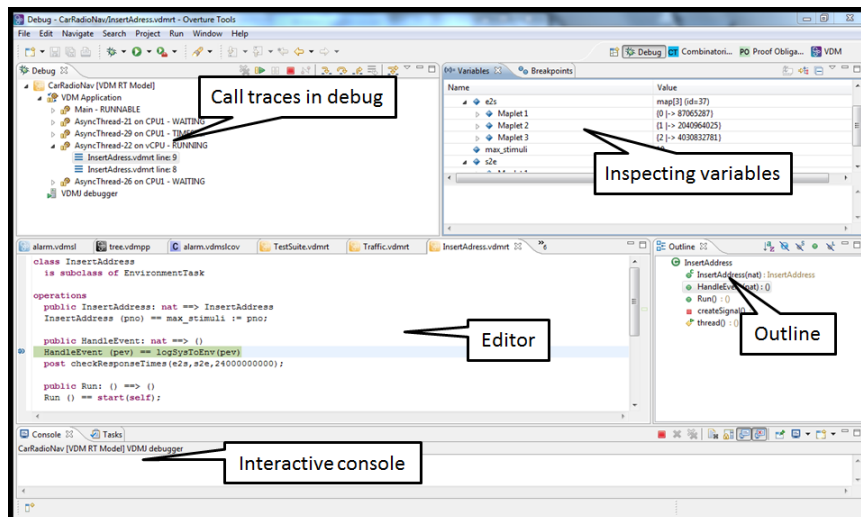 Debug - CarRadioNav/InsertAdress.vdmrt - Overture Tools
File Edit Navigate Search Project Run Window Help
Debug CT Combinatori... PO Proof Obliga... VDM
Debug
CarRadioNav [VDM RT Model]
VDM Application
Main - RUNNABLE
AsyncThread-21 on CPU1 - WAITING
AsyncThread-29 on CPU1 -
AsyncThread-22 on vCPU - RUNNING
InsertAdress.vdmrt line: 9
InsertAdress.vdmrt line: 8
AsyncThread-26 on CPU1 - WAITING
VDMJ debugger
Call traces in debug
Variables Breakpoints
Name Value
e2s map[3] (id=37)
Maplet 1 {0 |-> 87065287}
Maplet 2 {1 |-> 2040964025}
Maplet 3 {2 |-> 4030832781}
max_stimuli
s2e
Inspecting variables
alarm.vdmsl tree.vdmpp alarm.vdmslcov TestSuite.vdmrt Traffic.vdmrt InsertAdress.vdmrt »6
class InsertAddress
is subclass of EnvironmentTask
operations
public InsertAddress: nat ==> InsertAddress
InsertAddress (pno) == max_stimuli := pno;
public HandleEvent: nat ==> ()
HandleEvent (pev) == logSysToEnv(pev)
post checkResponseTimes(e2s,s2e,24000000000);
public Run: () ==> ()
Run () == start(self);
Editor
Outline
InsertAddress
InsertAddress(nat) : InsertAddress
HandleEvent(nat) : ()
Run() : ()
createSignal()
thread() : ()
Outline
Console Tasks
CarRadioNav [VDM RT Model] VDMJ debugger
Interactive console